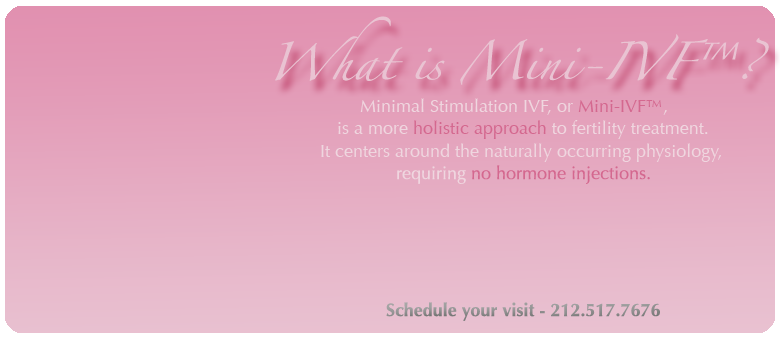 What is Mini-IVF™?
Minimal Stimulation IVF, or Mini-IVF™,
is a more holistic approach to fertility treatment.
It centers around the naturally occurring physiology,
requiring no hormone injections.
Schedule your visit - 212.517.7676